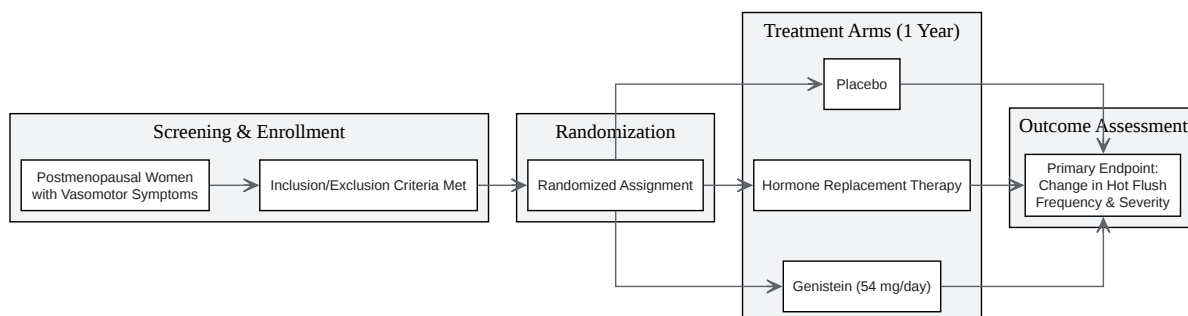 Screening & Enrollment
Postmenopausal Women
with Vasomotor Symptoms
Inclusion/Exclusion Criteria Met
Randomization
Randomized Assignment
Treatment Arms (1 Year)
Placebo
Hormone Replacement Therapy
Genistein (54 mg/day)
Outcome Assessment
Primary Endpoint:
Change in Hot Flush
Frequency & Severity